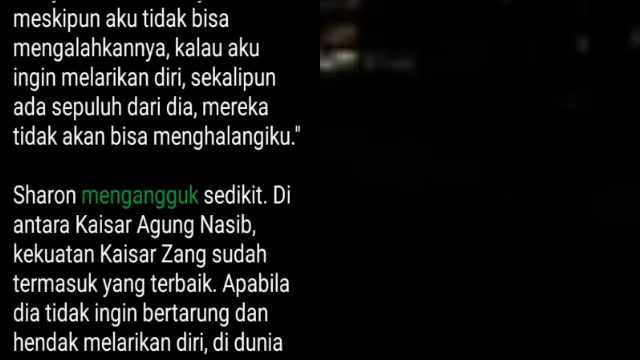 meskipun aku tidak bisa
mengalahkannya, kalau aku
ingin melarikan diri, sekalipun
ada sepuluh dari dia, mereka
tidak akan bisa menghalangiku."
Sharon mengangguk sedikit. Di
antara Kaisar Agung Nasib,
kekuatan Kaisar Zang sudah
termasuk yang terbaik. Apabila
dia tidak ingin bertarung dan
hendak melarikan diri, di dunia